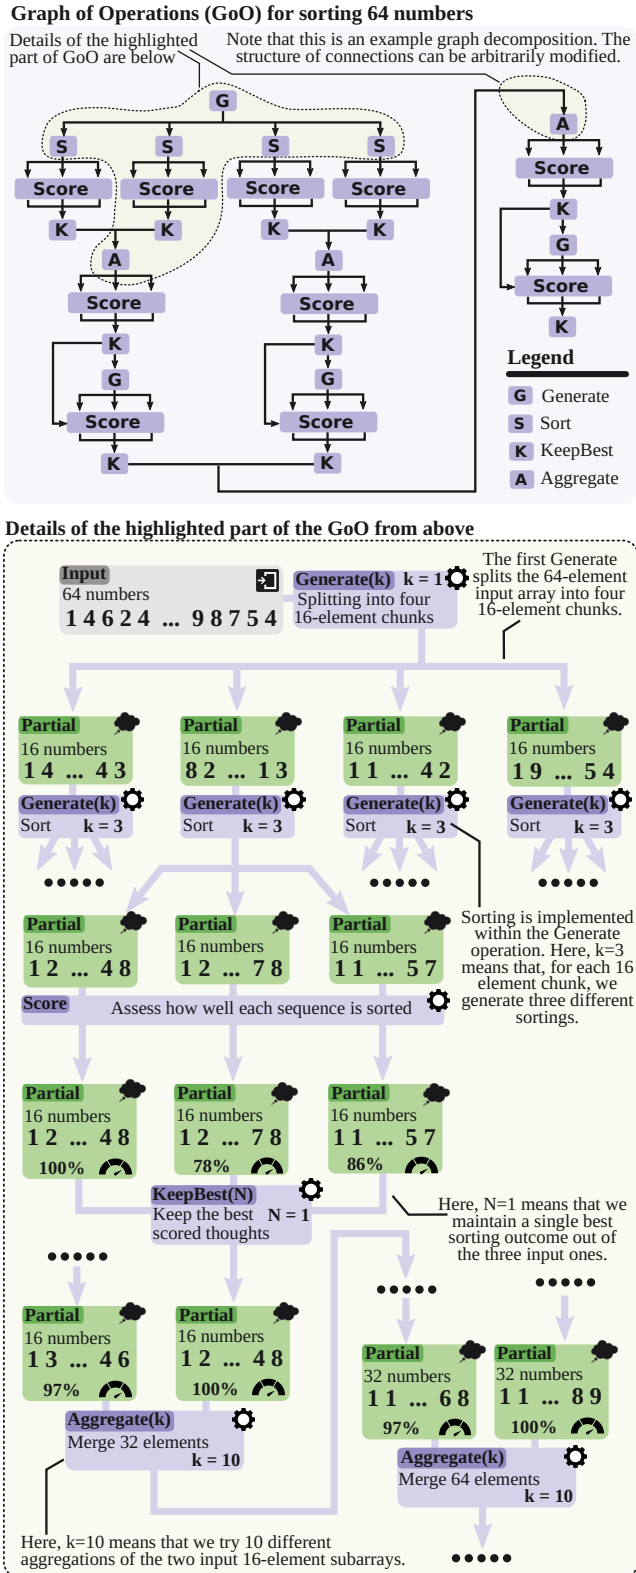 Graph of Operations (GoO) for sorting 64 numbers
Details of the highlighted
part of GoO are below
Note that this is an example graph decomposition. The
structure of connections can be arbitrarily modified.
G
A
S S S S
Score
Score Score Score Score
K
K K K K
G
A A
Score
Score Score
K
K K
G G
Score Score
K K
Legend
G Generate
S Sort
K KeepBest
A Aggregate
Details of the highlighted part of the GoO from above
Input
64 numbers
1 4 6 2 4 ... 9 8 7 5 4
Generate(k) k = 1
Splitting into four
16-element chunks
The first Generate
splits the 64-element
input array into four
16-element chunks.
Partial Partial Partial Partial
16 numbers 16 numbers 16 numbers 16 numbers
1 4 ... 4 3 8 2 ... 1 3 1 1 ... 4 2 1 9 ... 5 4
Generate(k) Generate(k) Generate(k) Generate(k)
Sort k = 3 Sort k = 3 Sort k = 3 Sort k = 3
Sorting is implemented
within the Generate
operation. Here, k=3
means that, for each 16
element chunk, we
generate three different
sortings.
Partial Partial Partial
16 numbers 16 numbers 16 numbers
1 2 ... 4 8 1 2 ... 7 8 1 1 ... 5 7
Score
Assess how well each sequence is sorted
Partial Partial Partial
16 numbers 16 numbers 16 numbers
1 2 ... 4 8 1 2 ... 7 8 1 1 ... 5 7
100% 78% 86%
KeepBest(N)
Keep the best N = 1
scored thoughts
Here, N=1 means that we
maintain a single best
sorting outcome out of
the three input ones.
Partial Partial
16 numbers 16 numbers
1 3 ... 4 6 1 2 ... 4 8
97% 100%
Aggregate(k)
Merge 32 elements
k = 10
Partial Partial
32 numbers 32 numbers
1 1 ... 6 8 1 1 ... 8 9
97% 100%
Aggregate(k)
Merge 64 elements
k = 10
Here, k=10 means that we try 10 different
aggregations of the two input 16-element subarrays.